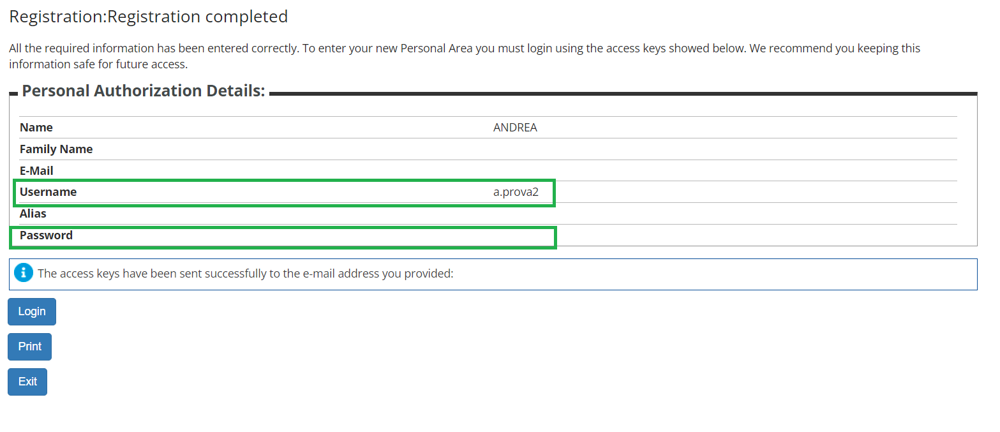 Registration:Registration completed
All the required information has been entered correctly. To enter your new Personal Area you must login using the access keys showed below. We recommend you keeping this
information safe for future access.
Personal Authorization Details:
Name ANDREA
Family Name
E-Mail
Username a.prova2
Alias
Password
The access keys have been sent successfully to the e-mail address you provided:
Login
Print
Exit